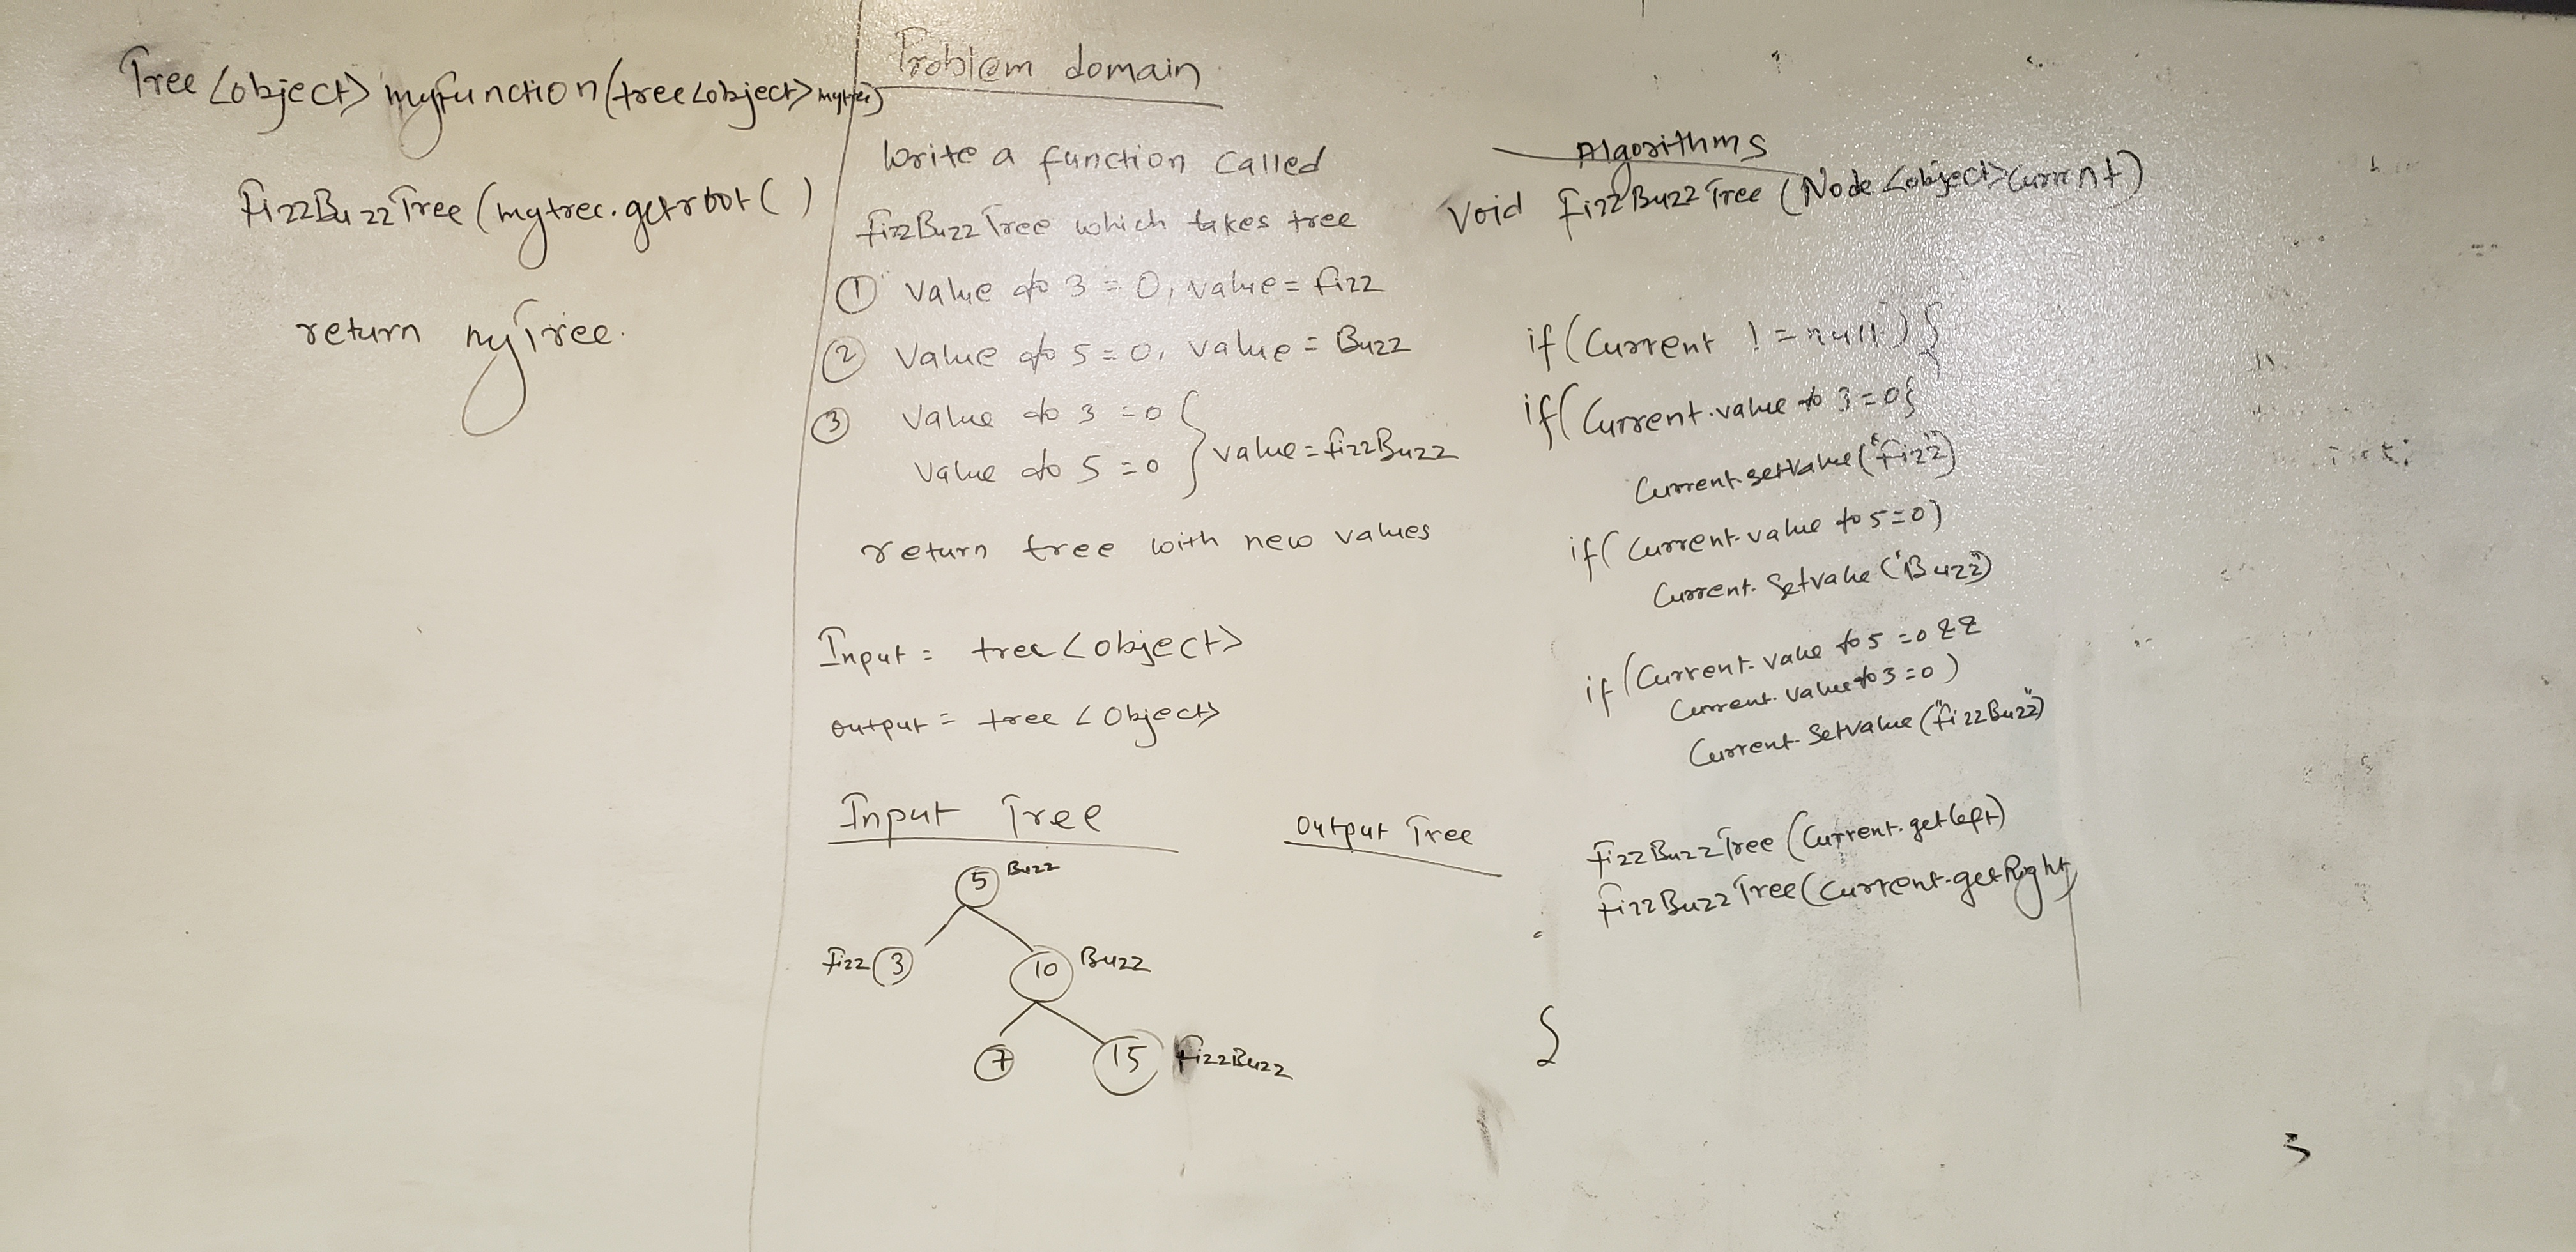 Tree <object> myfunction(tree<object> mytree)
FizzBuzzTree (mytree.getroot()
return myTree.
Problem domain
Write a function called
fizzBuzzTree which takes tree
① Value % 3 = 0, value = fizz
② Value % 5 = 0, value = Buzz
③ Value % 3 = 0
Value % 5 = 0 } value = fizzBuzz
return tree with new values
Input = tree <object>
output = tree <Object>
Input Tree
5 Buzz
Fizz 3
10 Buzz
7
15 FizzBuzz
Output Tree
Algorithms
Void FizzBuzzTree (Node <object> current)
if (Current != null) {
if (Current.value % 3 = 0 {
Current.setValue ("Fizz")
if (Current.value % 5 = 0)
Current.Setvalue ("Buzz")
if (Current.value % 5 = 0 &&
Current.value % 3 = 0)
Current.Setvalue ("FizzBuzz")
FizzBuzzTree (Current.getleft)
FizzBuzzTree (Current.getRight)
}